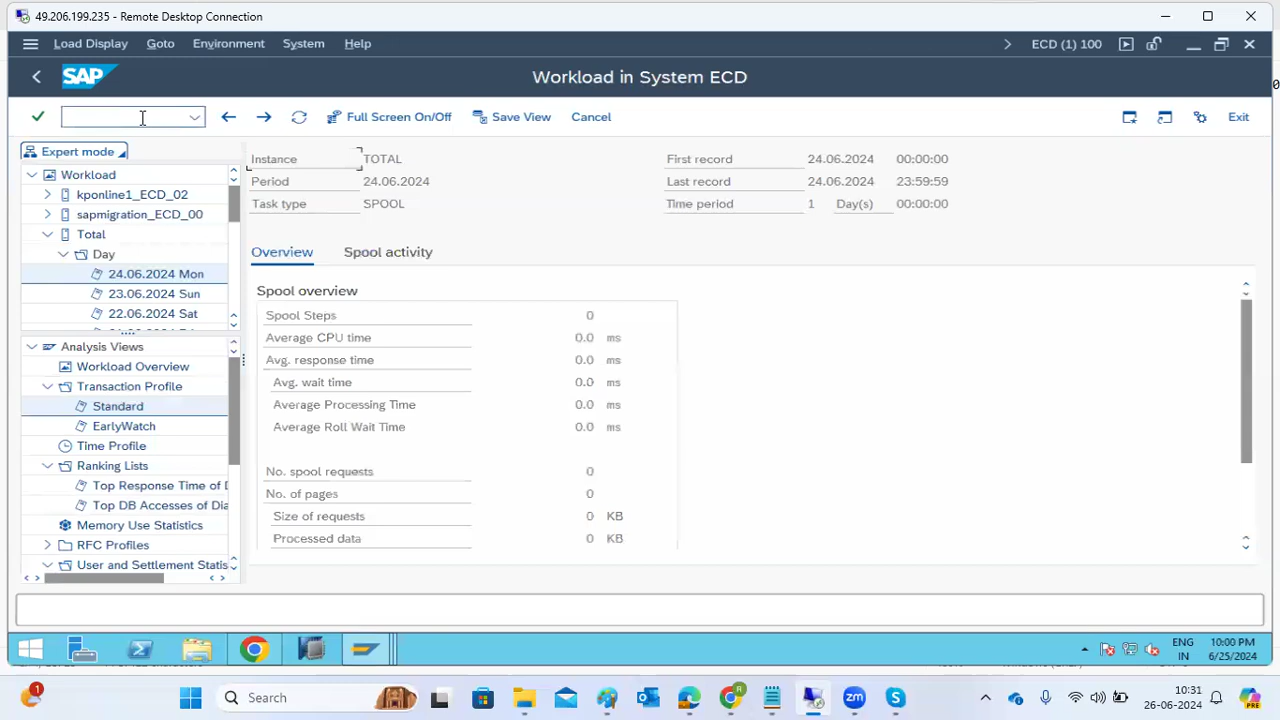 49.206.199.235 - Remote Desktop Connection
Load Display Goto Environment System Help ECD (1) 100
SAP Workload in System ECD
Full Screen On/Off Save View Cancel Exit
Expert mode
Workload
kponline1_ECD_02
sapmigration_ECD_00
Total
Day
24.06.2024 Mon
23.06.2024 Sun
22.06.2024 Sat
Analysis Views
Workload Overview
Transaction Profile
Standard
EarlyWatch
Time Profile
Ranking Lists
Top Response Time of D
Top DB Accesses of Dia
Memory Use Statistics
RFC Profiles
User and Settlement Statis
Instance TOTAL First record 24.06.2024 00:00:00
Period 24.06.2024 Last record 24.06.2024 23:59:59
Task type SPOOL Time period 1 Day(s) 00:00:00
Overview Spool activity
Spool overview
Spool Steps 0
Average CPU time 0.0 ms
Avg. response time 0.0 ms
Avg. wait time 0.0 ms
Average Processing Time 0.0 ms
Average Roll Wait Time 0.0 ms
No. spool requests 0
No. of pages 0
Size of requests 0 KB
Processed data 0 KB
ENG 10:00 PM
IN 6/25/2024
1 Search 10:31
26-06-2024